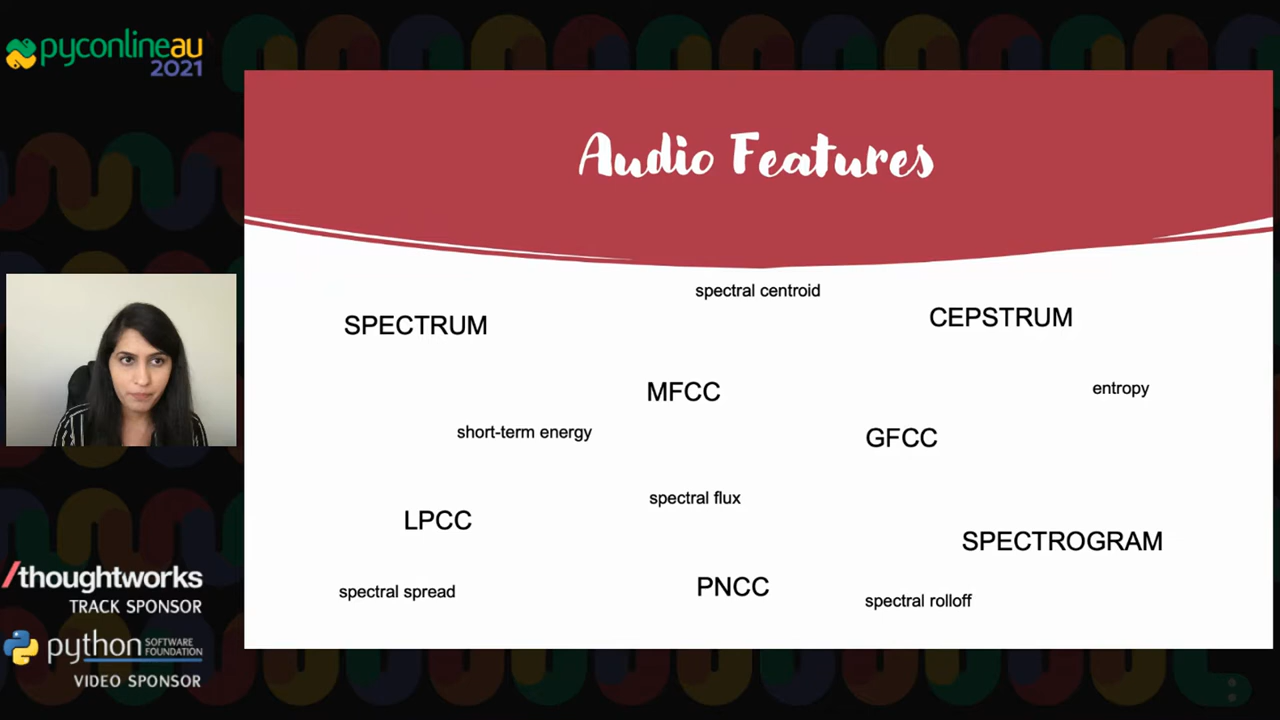 pyconlineau
2021
Audio Features
spectral centroid
SPECTRUM
CEPSTRUM
MFCC
entropy
short-term energy
GFCC
spectral flux
LPCC
SPECTROGRAM
spectral spread
PNCC
spectral rolloff
/thoughtworks
TRACK SPONSOR
python SOFTWARE FOUNDATION
VIDEO SPONSOR